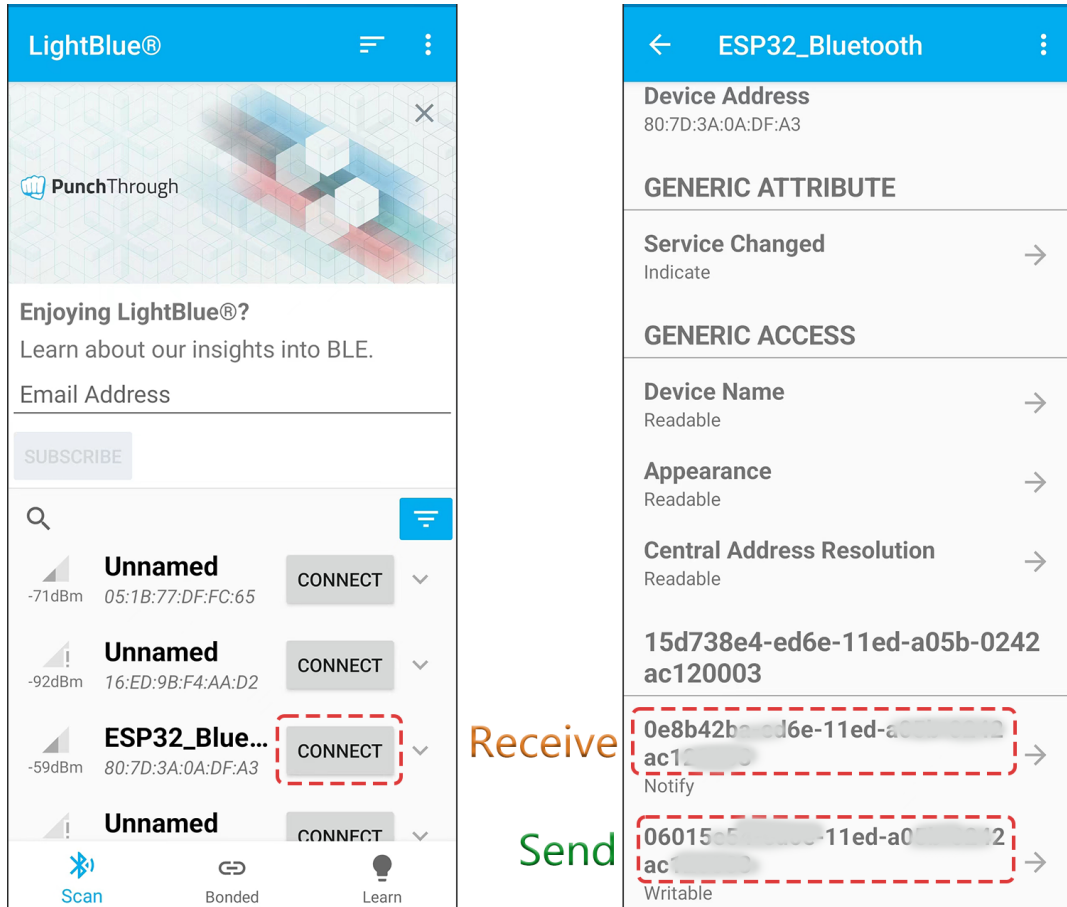 LightBlue®
PunchThrough
Enjoying LightBlue®?
Learn about our insights into BLE.
Email Address
SUBSCRIBE
Unnamed
CONNECT
-71dBm
05:1B:77:DF:FC:65
Unnamed
CONNECT
-92dBm
16:ED:9B:F4:AA:D2
ESP32_Blue...
CONNECT
-59dBm
80:7D:3A:0A:DF:A3
Unnamed
CONNECT
Scan
Bonded
Learn
Receive
Send
ESP32_Bluetooth
Device Address
80:7D:3A:0A:DF:A3
GENERIC ATTRIBUTE
Service Changed
Indicate
GENERIC ACCESS
Device Name
Readable
Appearance
Readable
Central Address Resolution
Readable
15d738e4-ed6e-11ed-a05b-0242
ac120003
Notify
Writable